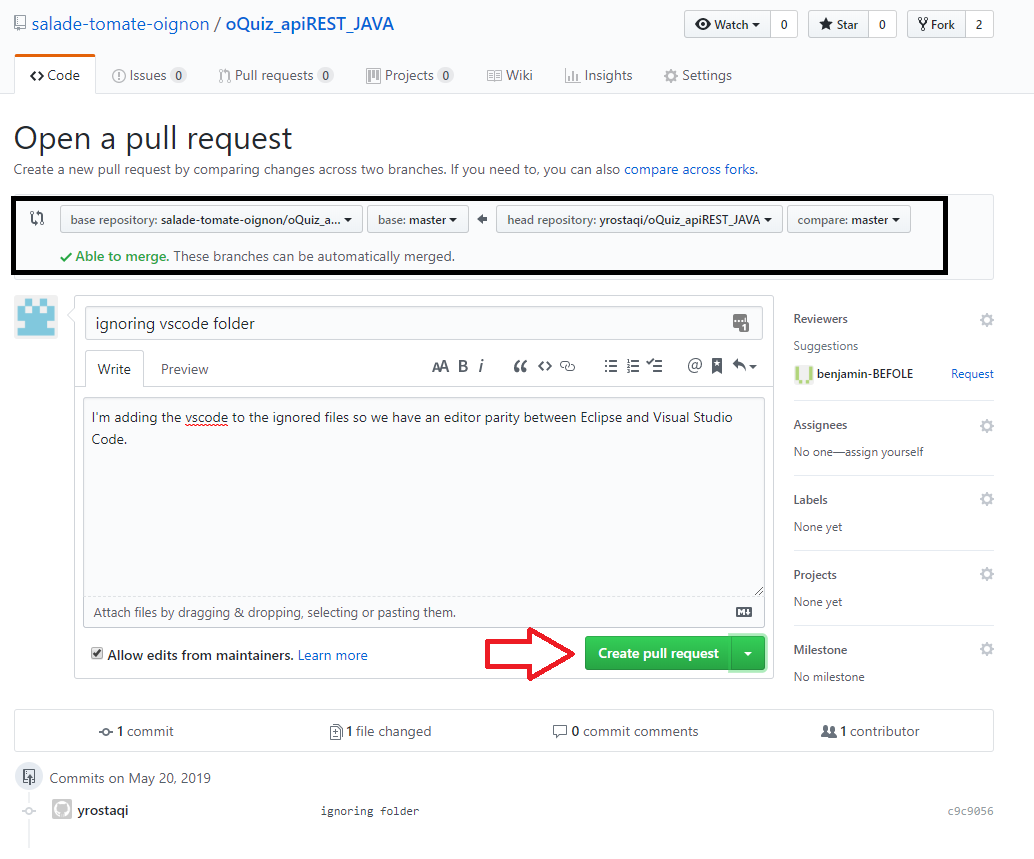 salade-tomate-oignon / oQuiz_apiREST_JAVA
Watch 0 Star 0 Fork 2
Code Issues 0 Pull requests 0 Projects 0 Wiki Insights Settings
Open a pull request
Create a new pull request by comparing changes across two branches. If you need to, you can also compare across forks.
base repository: salade-tomate-oignon/oQuiz_a... base: master head repository: yrostaqi/oQuiz_apiREST_JAVA compare: master
Able to merge. These branches can be automatically merged.
ignoring vscode folder
1
Write Preview
AA B i
I'm adding the vscode to the ignored files so we have an editor parity between Eclipse and Visual Studio
Code.
Attach files by dragging & dropping, selecting or pasting them.
Allow edits from maintainers. Learn more
Create pull request
Reviewers
Suggestions
benjamin-BEFOLE Request
Assignees
No one—assign yourself
Labels
None yet
Projects
None yet
Milestone
No milestone
1 commit 1 file changed 0 commit comments 1 contributor
Commits on May 20, 2019
yrostaqi ignoring folder c9c9056